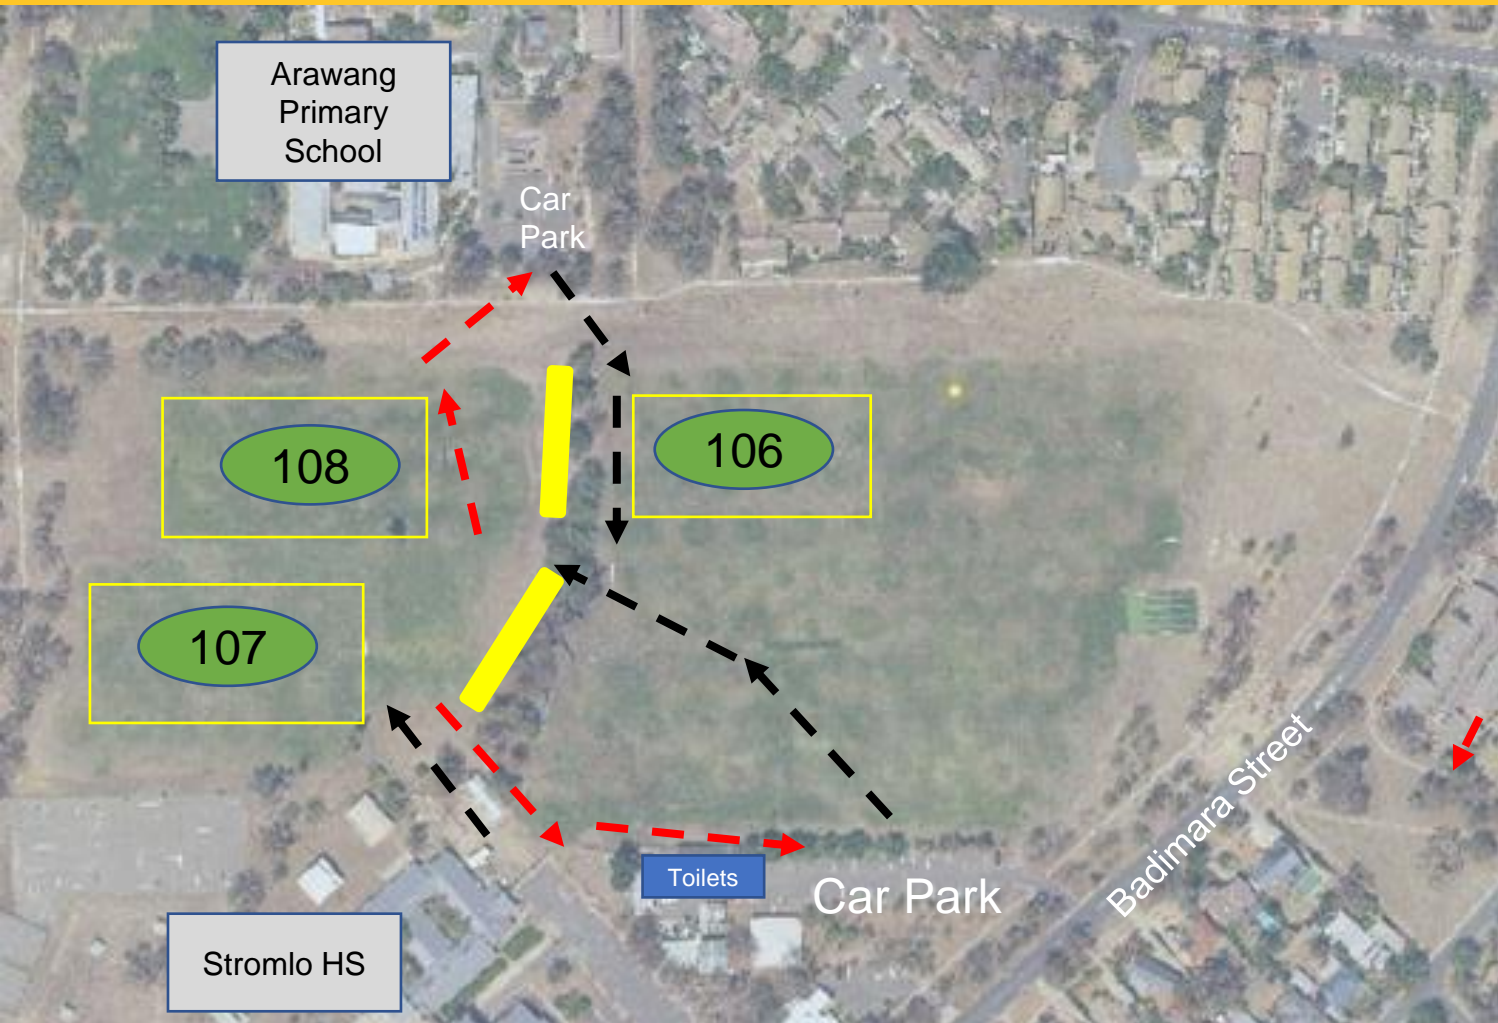 Arawang
Primary
School
Car
Park
108
106
107
Badimara Street
Toilets
Car Park
Stromlo HS